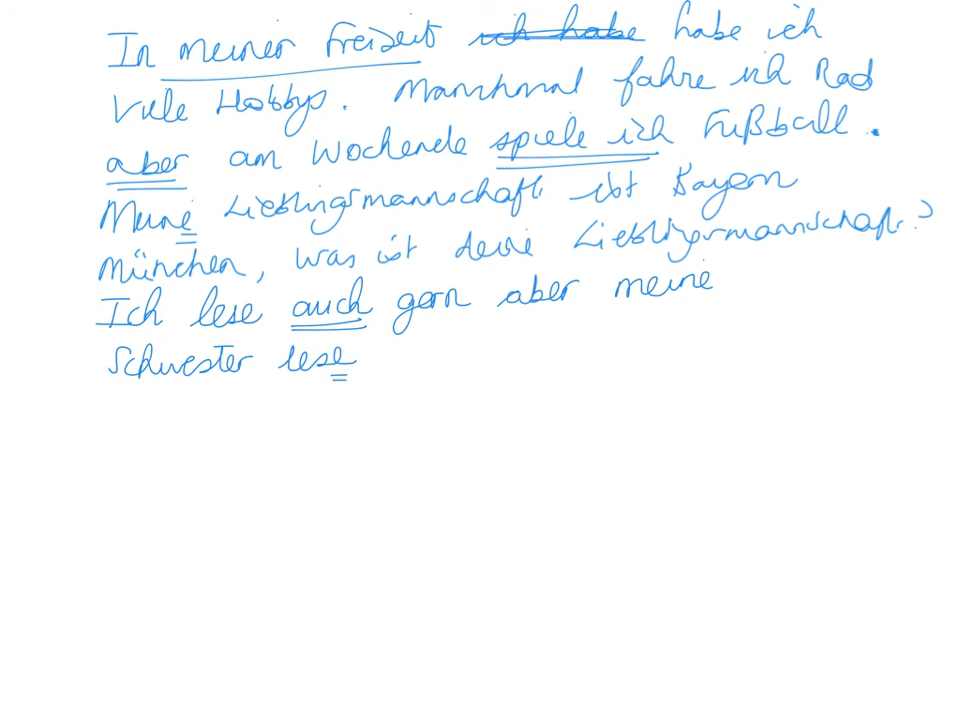 In meiner Freizeit ich habe habe ich
viele Hobbys. Manchmal fahre ich Rad
aber am Wochende spiele ich Fußball.
Meine Lieblingsmannschaft ist Bayern
München, was ist deine Lieblingsmannschaft?
Ich lese auch gern aber meine
Schwester lese